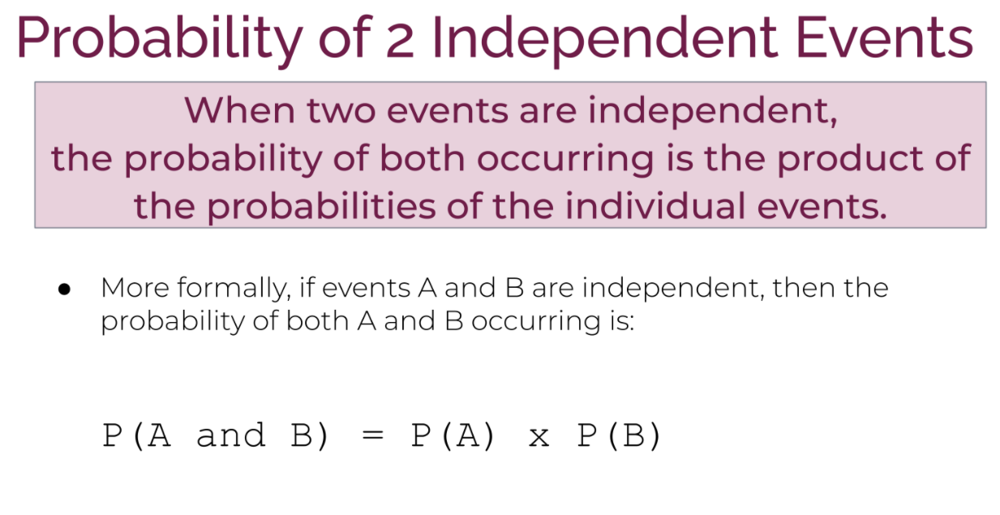 Probability of 2 Independent Events
When two events are independent,
the probability of both occurring is the product of
the probabilities of the individual events.
● More formally, if events A and B are independent, then the
probability of both A and B occurring is:
P(A and B) = P(A) x P(B)